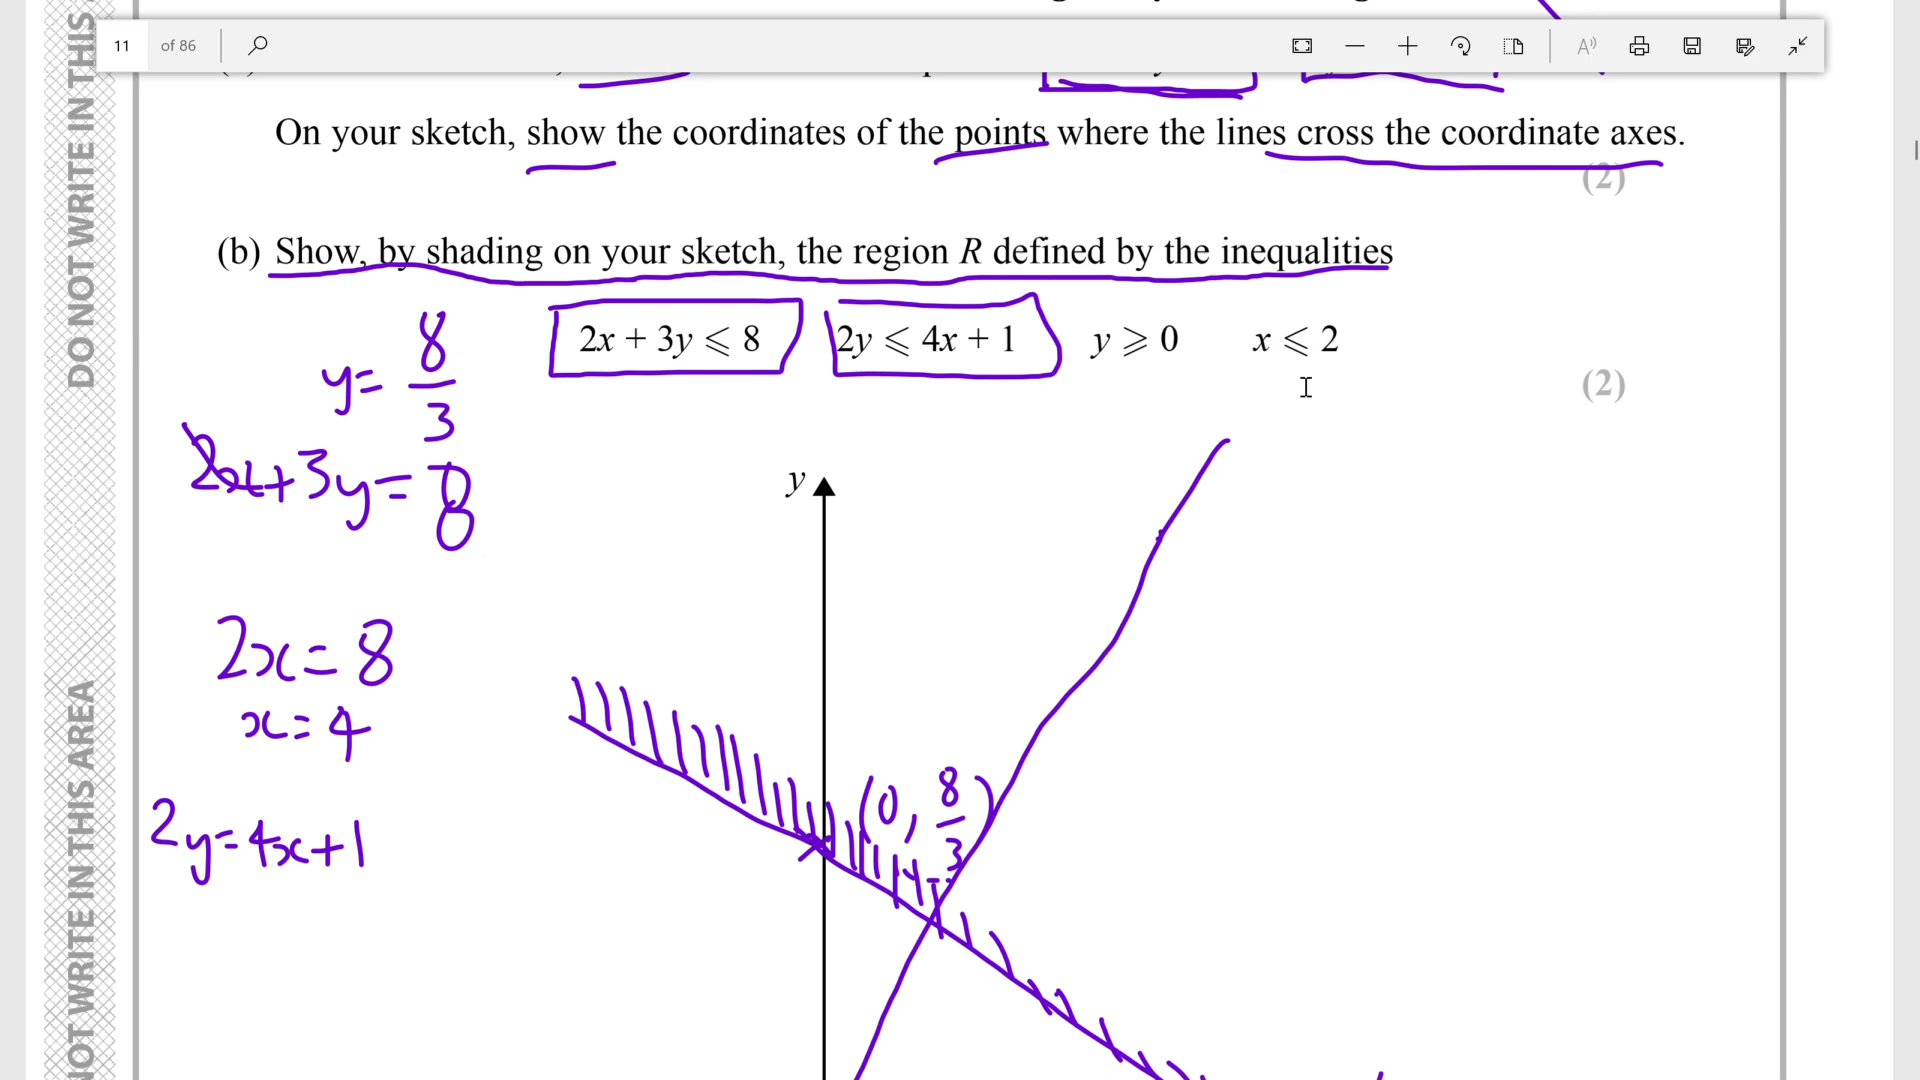 11 of 86
On your sketch, show the coordinates of the points where the lines cross the coordinate axes.
(2)
(b) Show, by shading on your sketch, the region R defined by the inequalities
2x + 3y ⩽ 8 2y ⩽ 4x + 1 y ⩾ 0 x ⩽ 2
(2)
y = 8/3
2x + 3y = 8
2x = 8
x = 4
2y = 4x + 1
y
(0, 8/3)
DO NOT WRITE IN THIS
NOT WRITE IN THIS AREA